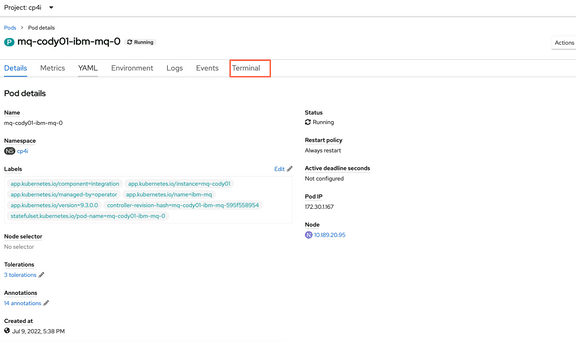 Project: cp4i
Pods > Pod details
P mq-cody01-ibm-mq-0 Running
Actions
Details Metrics YAML Environment Logs Events Terminal
Pod details
Name
mq-cody01-ibm-mq-0
Namespace
NS cp4i
Labels
Edit
app.kubernetes.io/component=integration app.kubernetes.io/instance=mq-cody01
app.kubernetes.io/managed-by=operator app.kubernetes.io/name=ibm-mq
app.kubernetes.io/version=9.3.0.0 controller-revision-hash=mq-cody01-ibm-mq-595f558954
statefulset.kubernetes.io/pod-name=mq-cody01-ibm-mq-0
Node selector
No selector
Tolerations
3 tolerations
Annotations
14 annotations
Created at
Jul 9, 2022, 5:38 PM
Status
Running
Restart policy
Always restart
Active deadline seconds
Not configured
Pod IP
172.30.1.167
Node
N 10.189.20.95